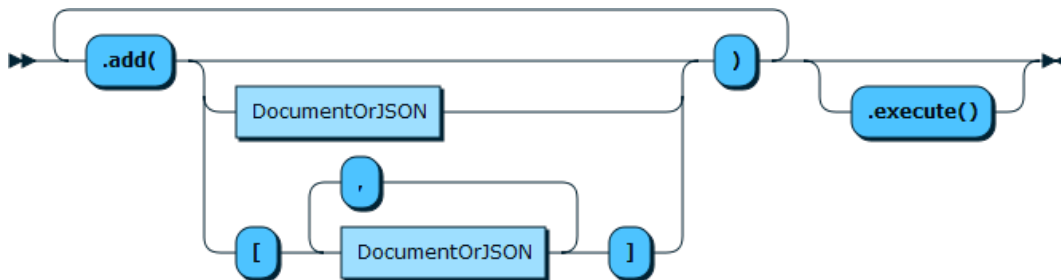 .add(
)
DocumentOrJSON
.execute()
,
[
DocumentOrJSON
]